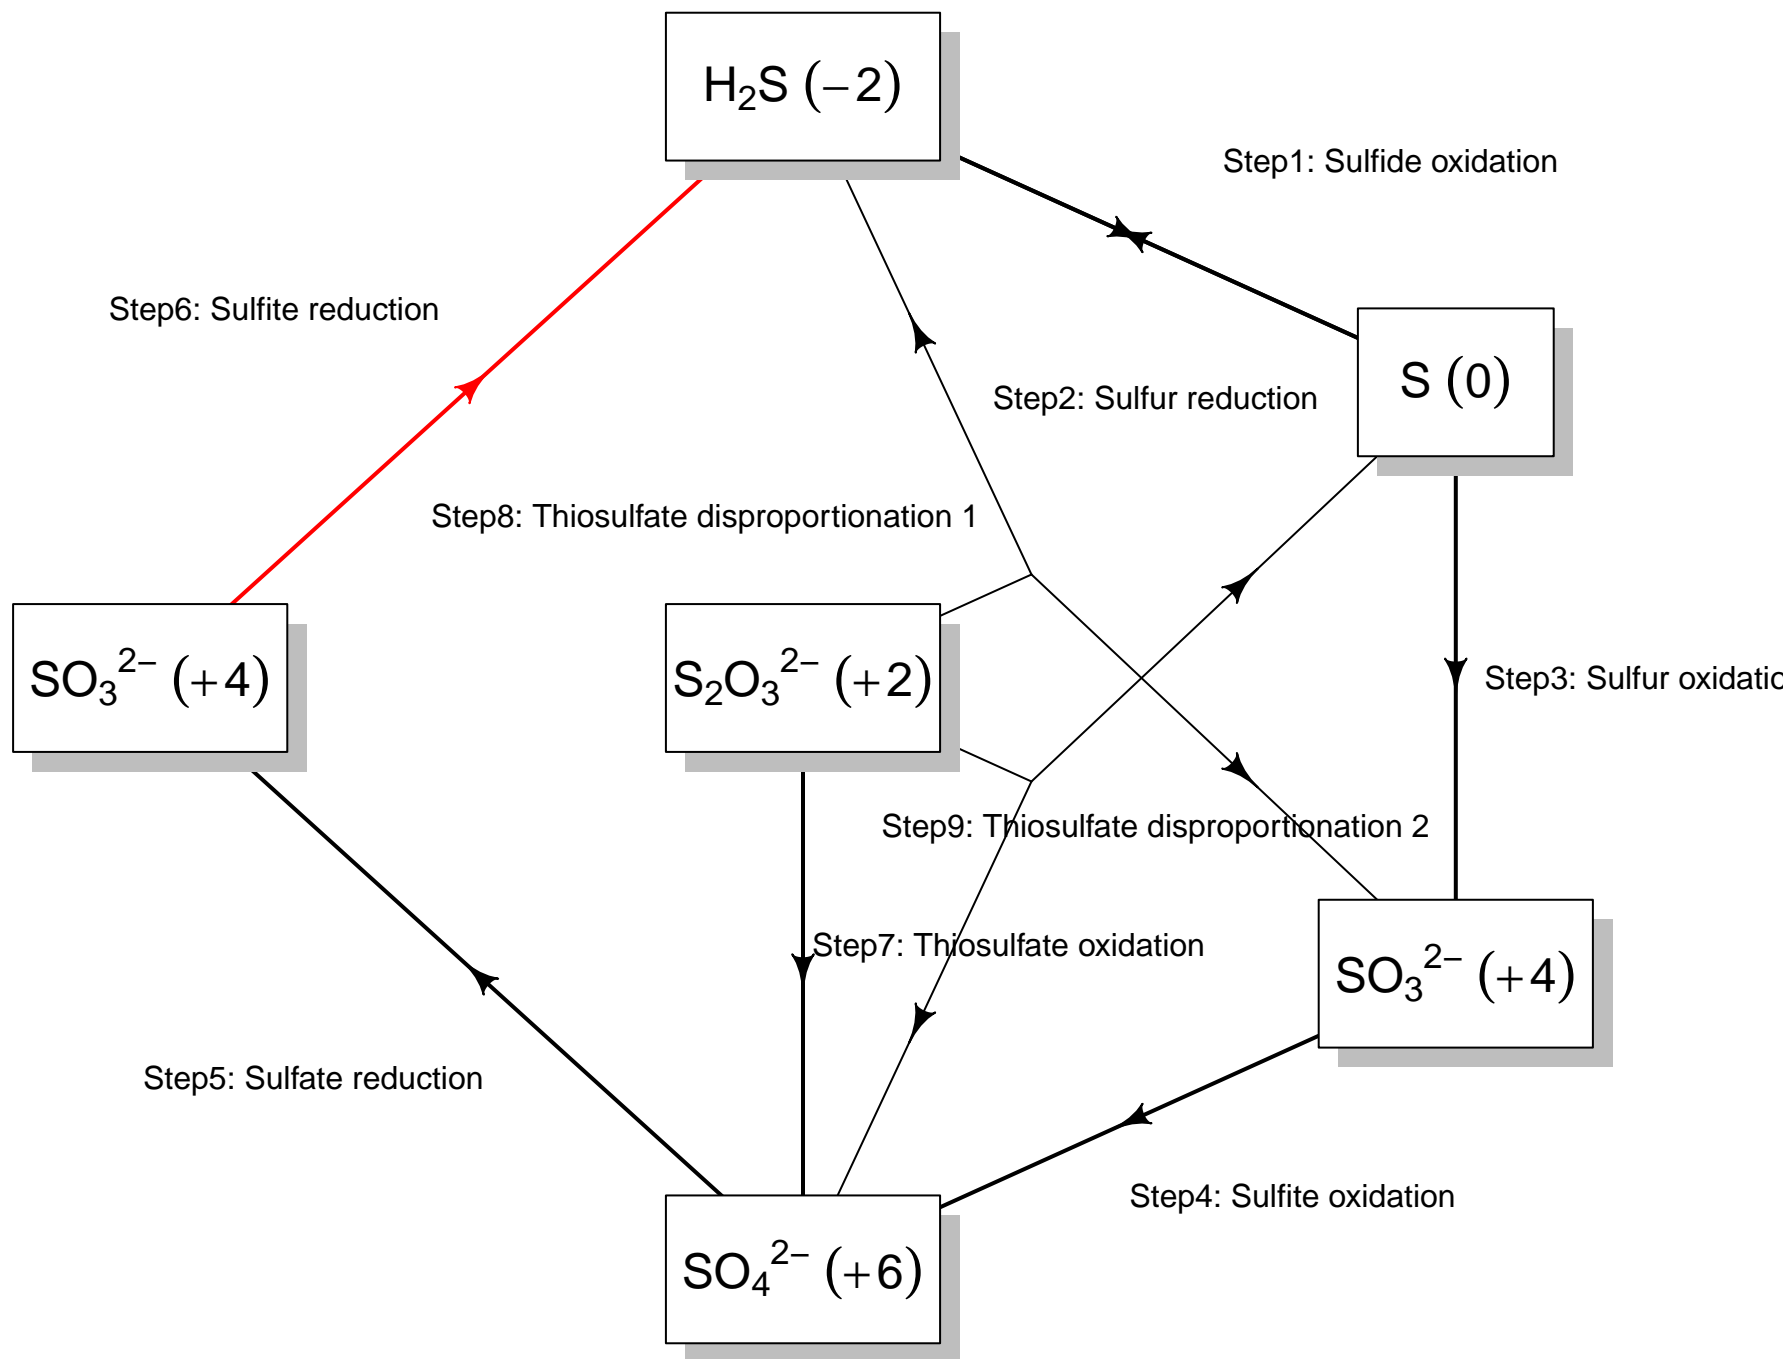 H₂S (−2)
Step1: Sulfide oxidation
Step6: Sulfite reduction
S (0)
Step2: Sulfur reduction
Step8: Thiosulfate disproportionation 1
SO₃²⁻ (+4)
S₂O₃²⁻ (+2)
Step3: Sulfur oxidatio
Step9: Thiosulfate disproportionation 2
Step7: Thiosulfate oxidation
SO₃²⁻ (+4)
Step5: Sulfate reduction
Step4: Sulfite oxidation
SO₄²⁻ (+6)